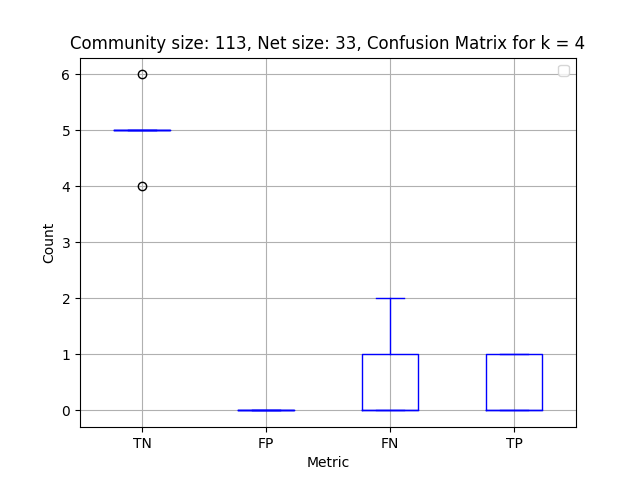 Community size: 113, Net size: 33, Confusion Matrix for k = 4
6
5
4
3
2
1
0
Count
TN FP FN TP
Metric